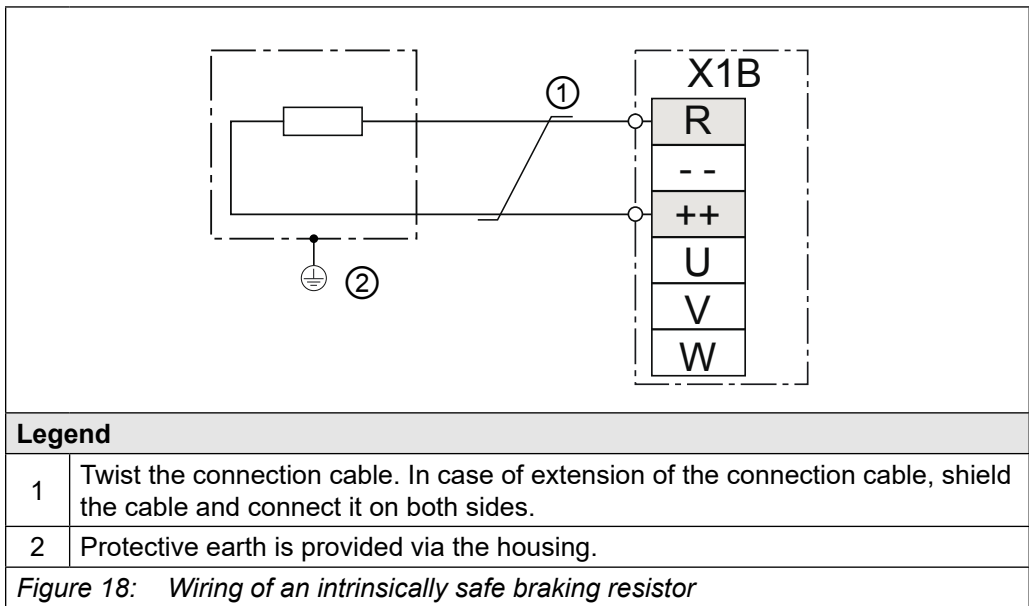 X1B
①
R
- -
++
U
②
V
W
Legend
1
Twist the connection cable. In case of extension of the connection cable, shield
the cable and connect it on both sides.
2
Protective earth is provided via the housing.
Figure 18: Wiring of an intrinsically safe braking resistor